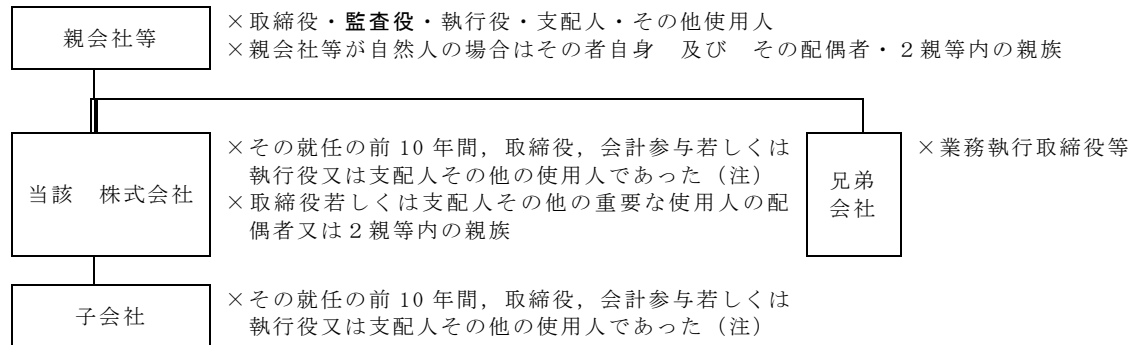 親会社等
×取締役・監査役・執行役・支配人・その他使用人
×親会社等が自然人の場合はその者自身　及び　その配偶者・２親等内の親族
当該　株式会社
×その就任の前 10 年間，取締役，会計参与若しくは
執行役又は支配人その他の使用人であった（注）
×取締役若しくは支配人その他の重要な使用人の配
偶者又は２親等内の親族
兄弟
会社
×業務執行取締役等
子会社
×その就任の前 10 年間，取締役，会計参与若しくは
執行役又は支配人その他の使用人であった（注）